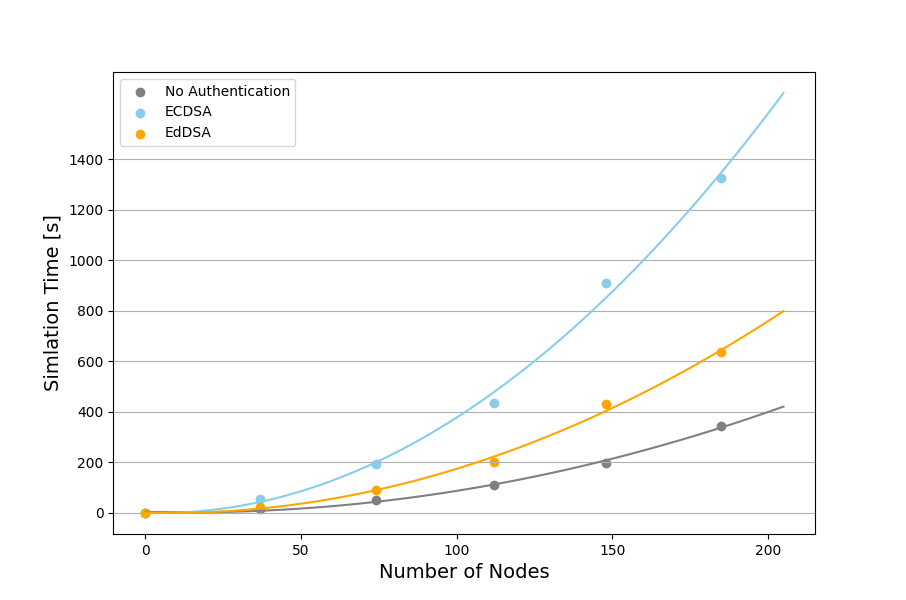 No Authentication
ECDSA
EdDSA
1400
1200
1000
800
600
400
200
0
Simlation Time [s]
0 50 100 150 200
Number of Nodes